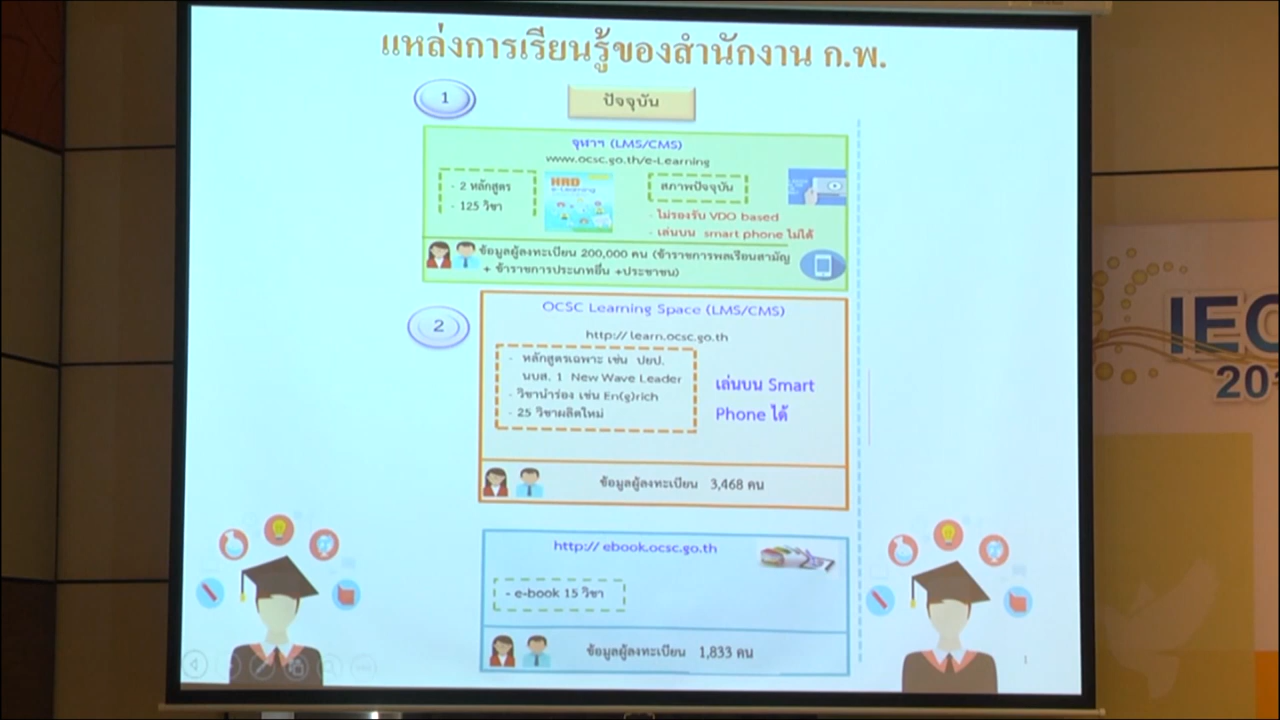 แหล่งการเรียนรู้ของสำนักงาน ก.พ.
1
ปัจจุบัน
จุฬาฯ (LMS/CMS)
www.ocsc.go.th/e-Learning
- 2 หลักสูตร
- 125 วิชา
HRD
e-Learning
สภาพปัจจุบัน
- ไม่รองรับ VDO based
- เล่นบน smart phone ไม่ได้
ข้อมูลผู้ลงทะเบียน 200,000 คน (ข้าราชการพลเรือนสามัญ
+ ข้าราชการประเภทอื่น +ประชาชน)
2
OCSC Learning Space (LMS/CMS)
http:// learn.ocsc.go.th
- หลักสูตรเฉพาะ เช่น ปยป.
นบส. 1 New Wave Leader
- วิชานำร่อง เช่น En(g)rich
- 25 วิชาผลิตใหม่
เล่นบน Smart
Phone ได้
ข้อมูลผู้ลงทะเบียน 3,468 คน
http:// ebook.ocsc.go.th
- e-book 15 วิชา
ข้อมูลผู้ลงทะเบียน 1,833 คน
1
IEC
201